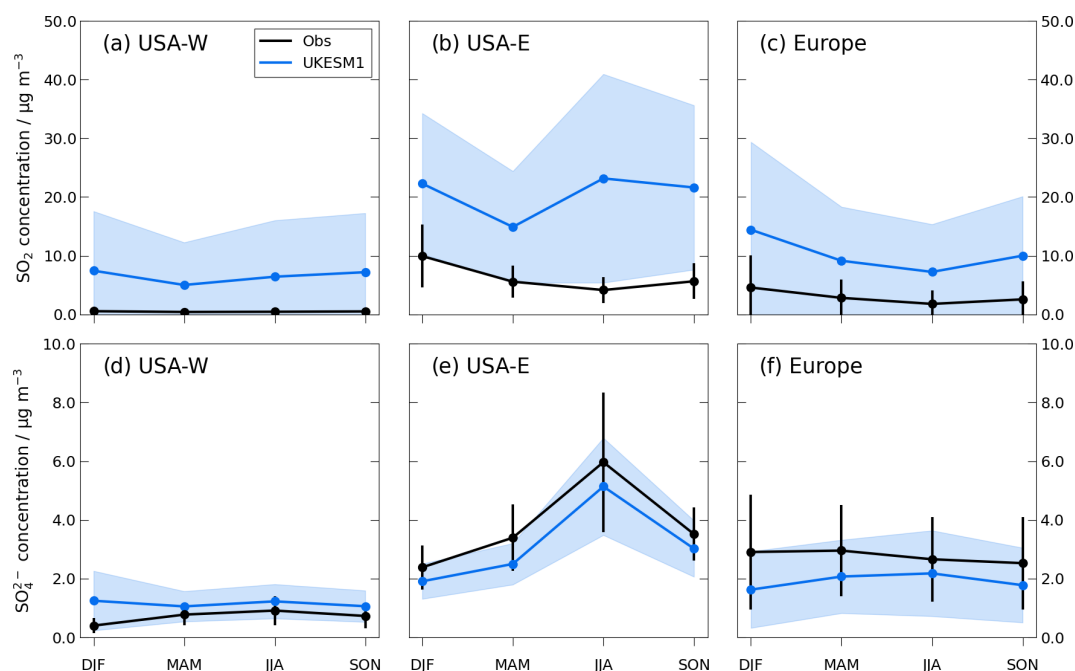 50.0 50.0
(a) USA-W Obs UKESM1 (b) USA-E (c) Europe
40.0 40.0
30.0 30.0
20.0 20.0
10.0 10.0
0.0 0.0
SO₂ concentration / μg m⁻³
10.0 10.0
(d) USA-W (e) USA-E (f) Europe
8.0 8.0
6.0 6.0
4.0 4.0
2.0 2.0
0.0 0.0
SO₄²⁻ concentration / μg m⁻³
DJF MAM JJA SON DJF MAM JJA SON DJF MAM JJA SON